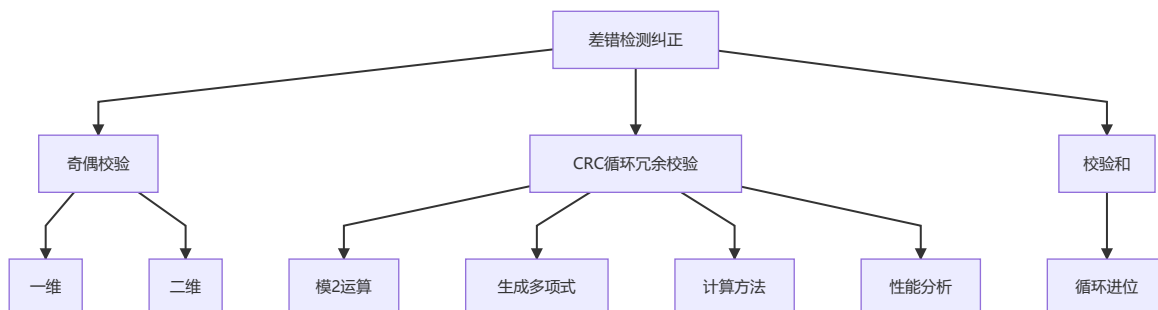 差错检测纠正
奇偶校验
CRC循环冗余校验
校验和
一维
二维
模2运算
生成多项式
计算方法
性能分析
循环进位